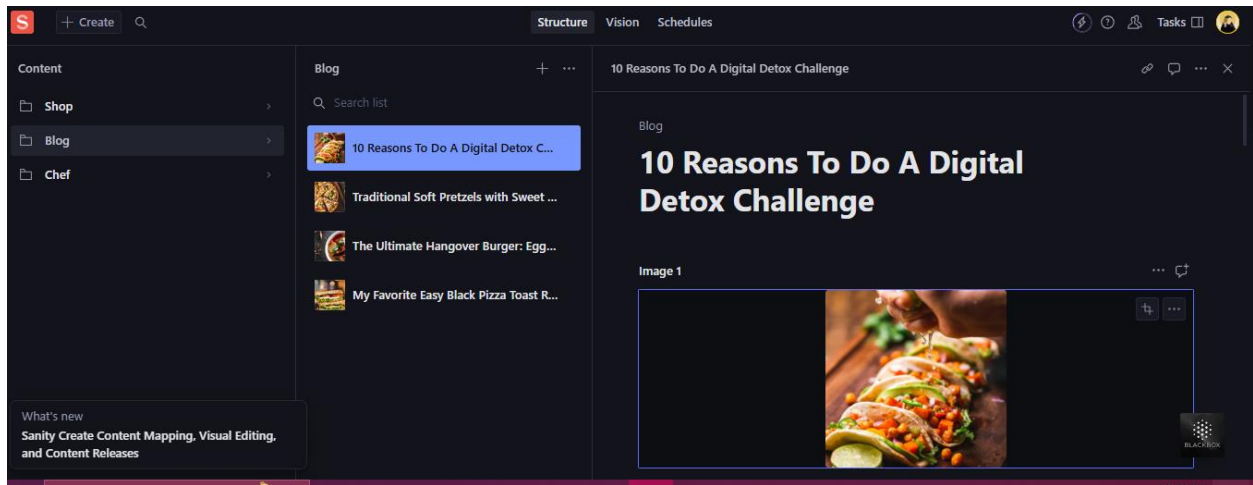 S
Create
Structure
Vision
Schedules
Tasks
Content
Shop
Blog
Chef
What's new
Sanity Create Content Mapping, Visual Editing,
and Content Releases
Blog
Search list
10 Reasons To Do A Digital Detox C...
Traditional Soft Pretzels with Sweet ...
The Ultimate Hangover Burger: Egg...
My Favorite Easy Black Pizza Toast R...
10 Reasons To Do A Digital Detox Challenge
Blog
10 Reasons To Do A Digital
Detox Challenge
Image 1
BLACKBOX